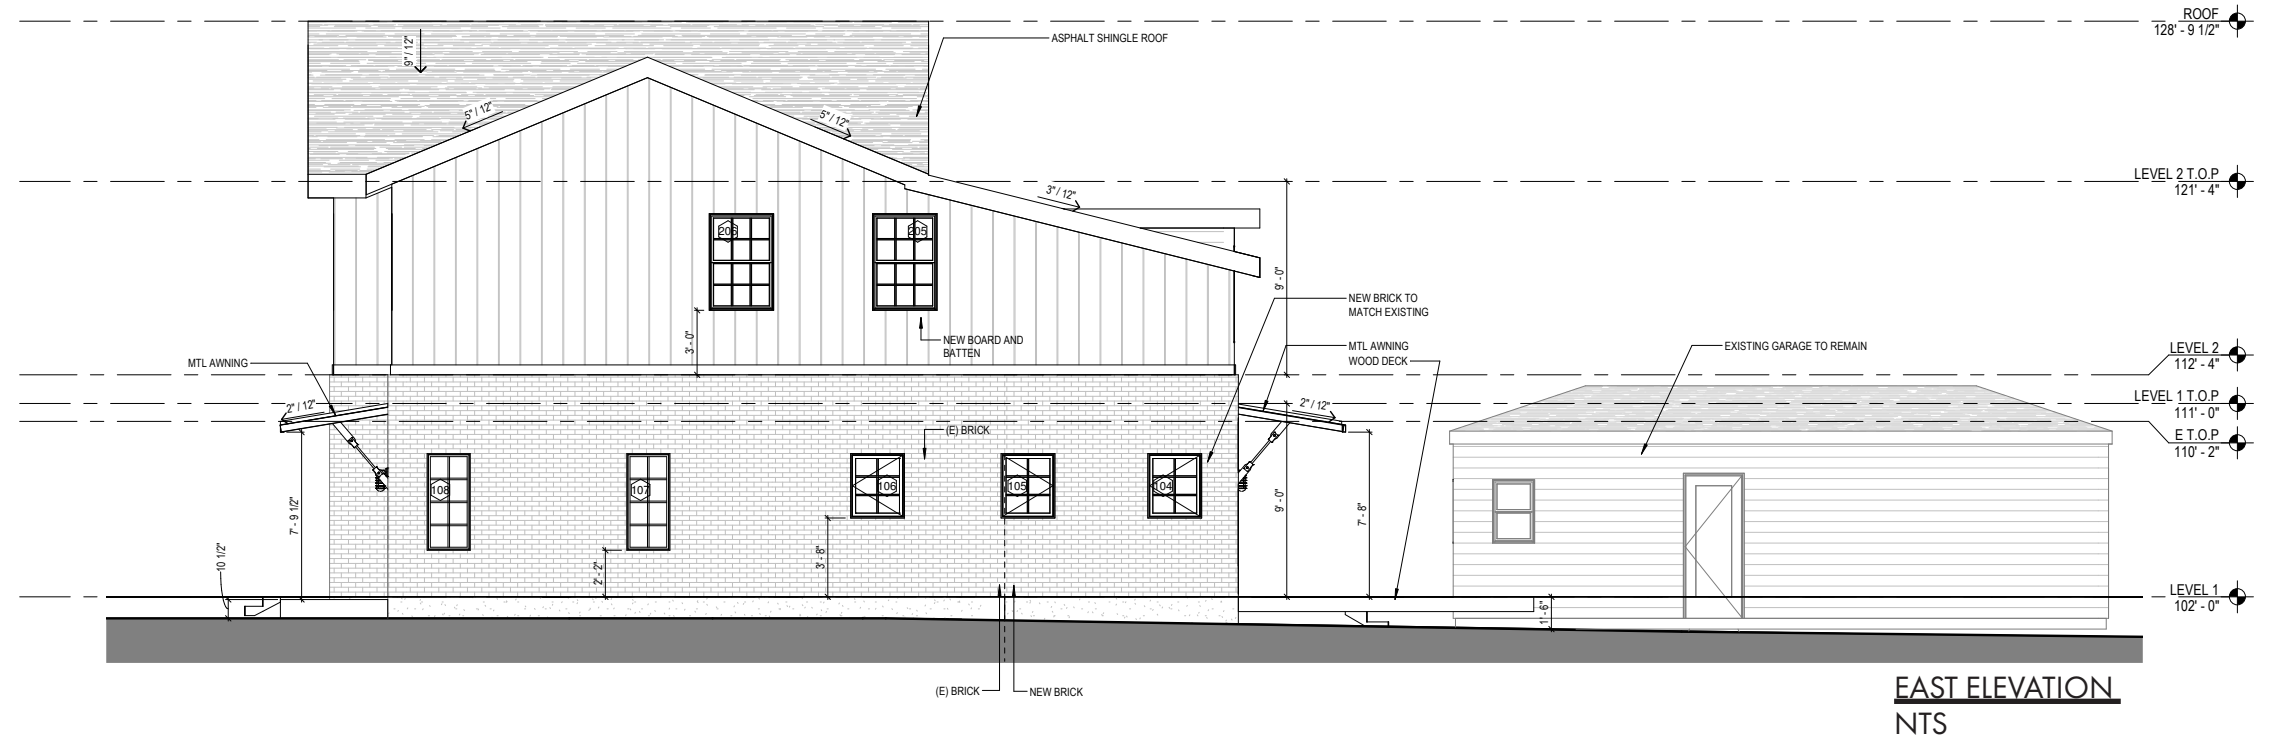 ROOF
128' - 9 1/2"
9" / 12"
ASPHALT SHINGLE ROOF
5" / 12"
5" / 12"
LEVEL 2 T.O.P
121' - 4"
3" / 12"
206
205
9' - 0"
NEW BRICK TO
MATCH EXISTING
3' - 0"
NEW BOARD AND
BATTEN
MTL AWNING
MTL AWNING
WOOD DECK
EXISTING GARAGE TO REMAIN
LEVEL 2
112' - 4"
2" / 12"
2" / 12"
LEVEL 1 T.O.P
111' - 0"
(E) BRICK
E T.O.P
110' - 2"
108
107
106
105
104
7' - 9 1/2"
9' - 0"
7' - 8"
10 1/2"
2' - 2"
3' - 8"
LEVEL 1
102' - 0"
1' - 6"
(E) BRICK
NEW BRICK
EAST ELEVATION
NTS